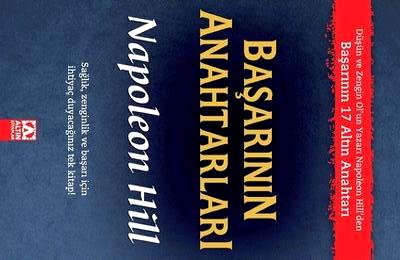 Düşün ve Zengin Ol'un Yazarı Napoleon Hill'den
Başarının 17 Altın Anahtarı
BAŞARININ
ANAHTARLARI
Napoleon Hill
Sağlık, zenginlik ve başarı için
ihtiyaç duyacağınız tek kitap!
ALTIN